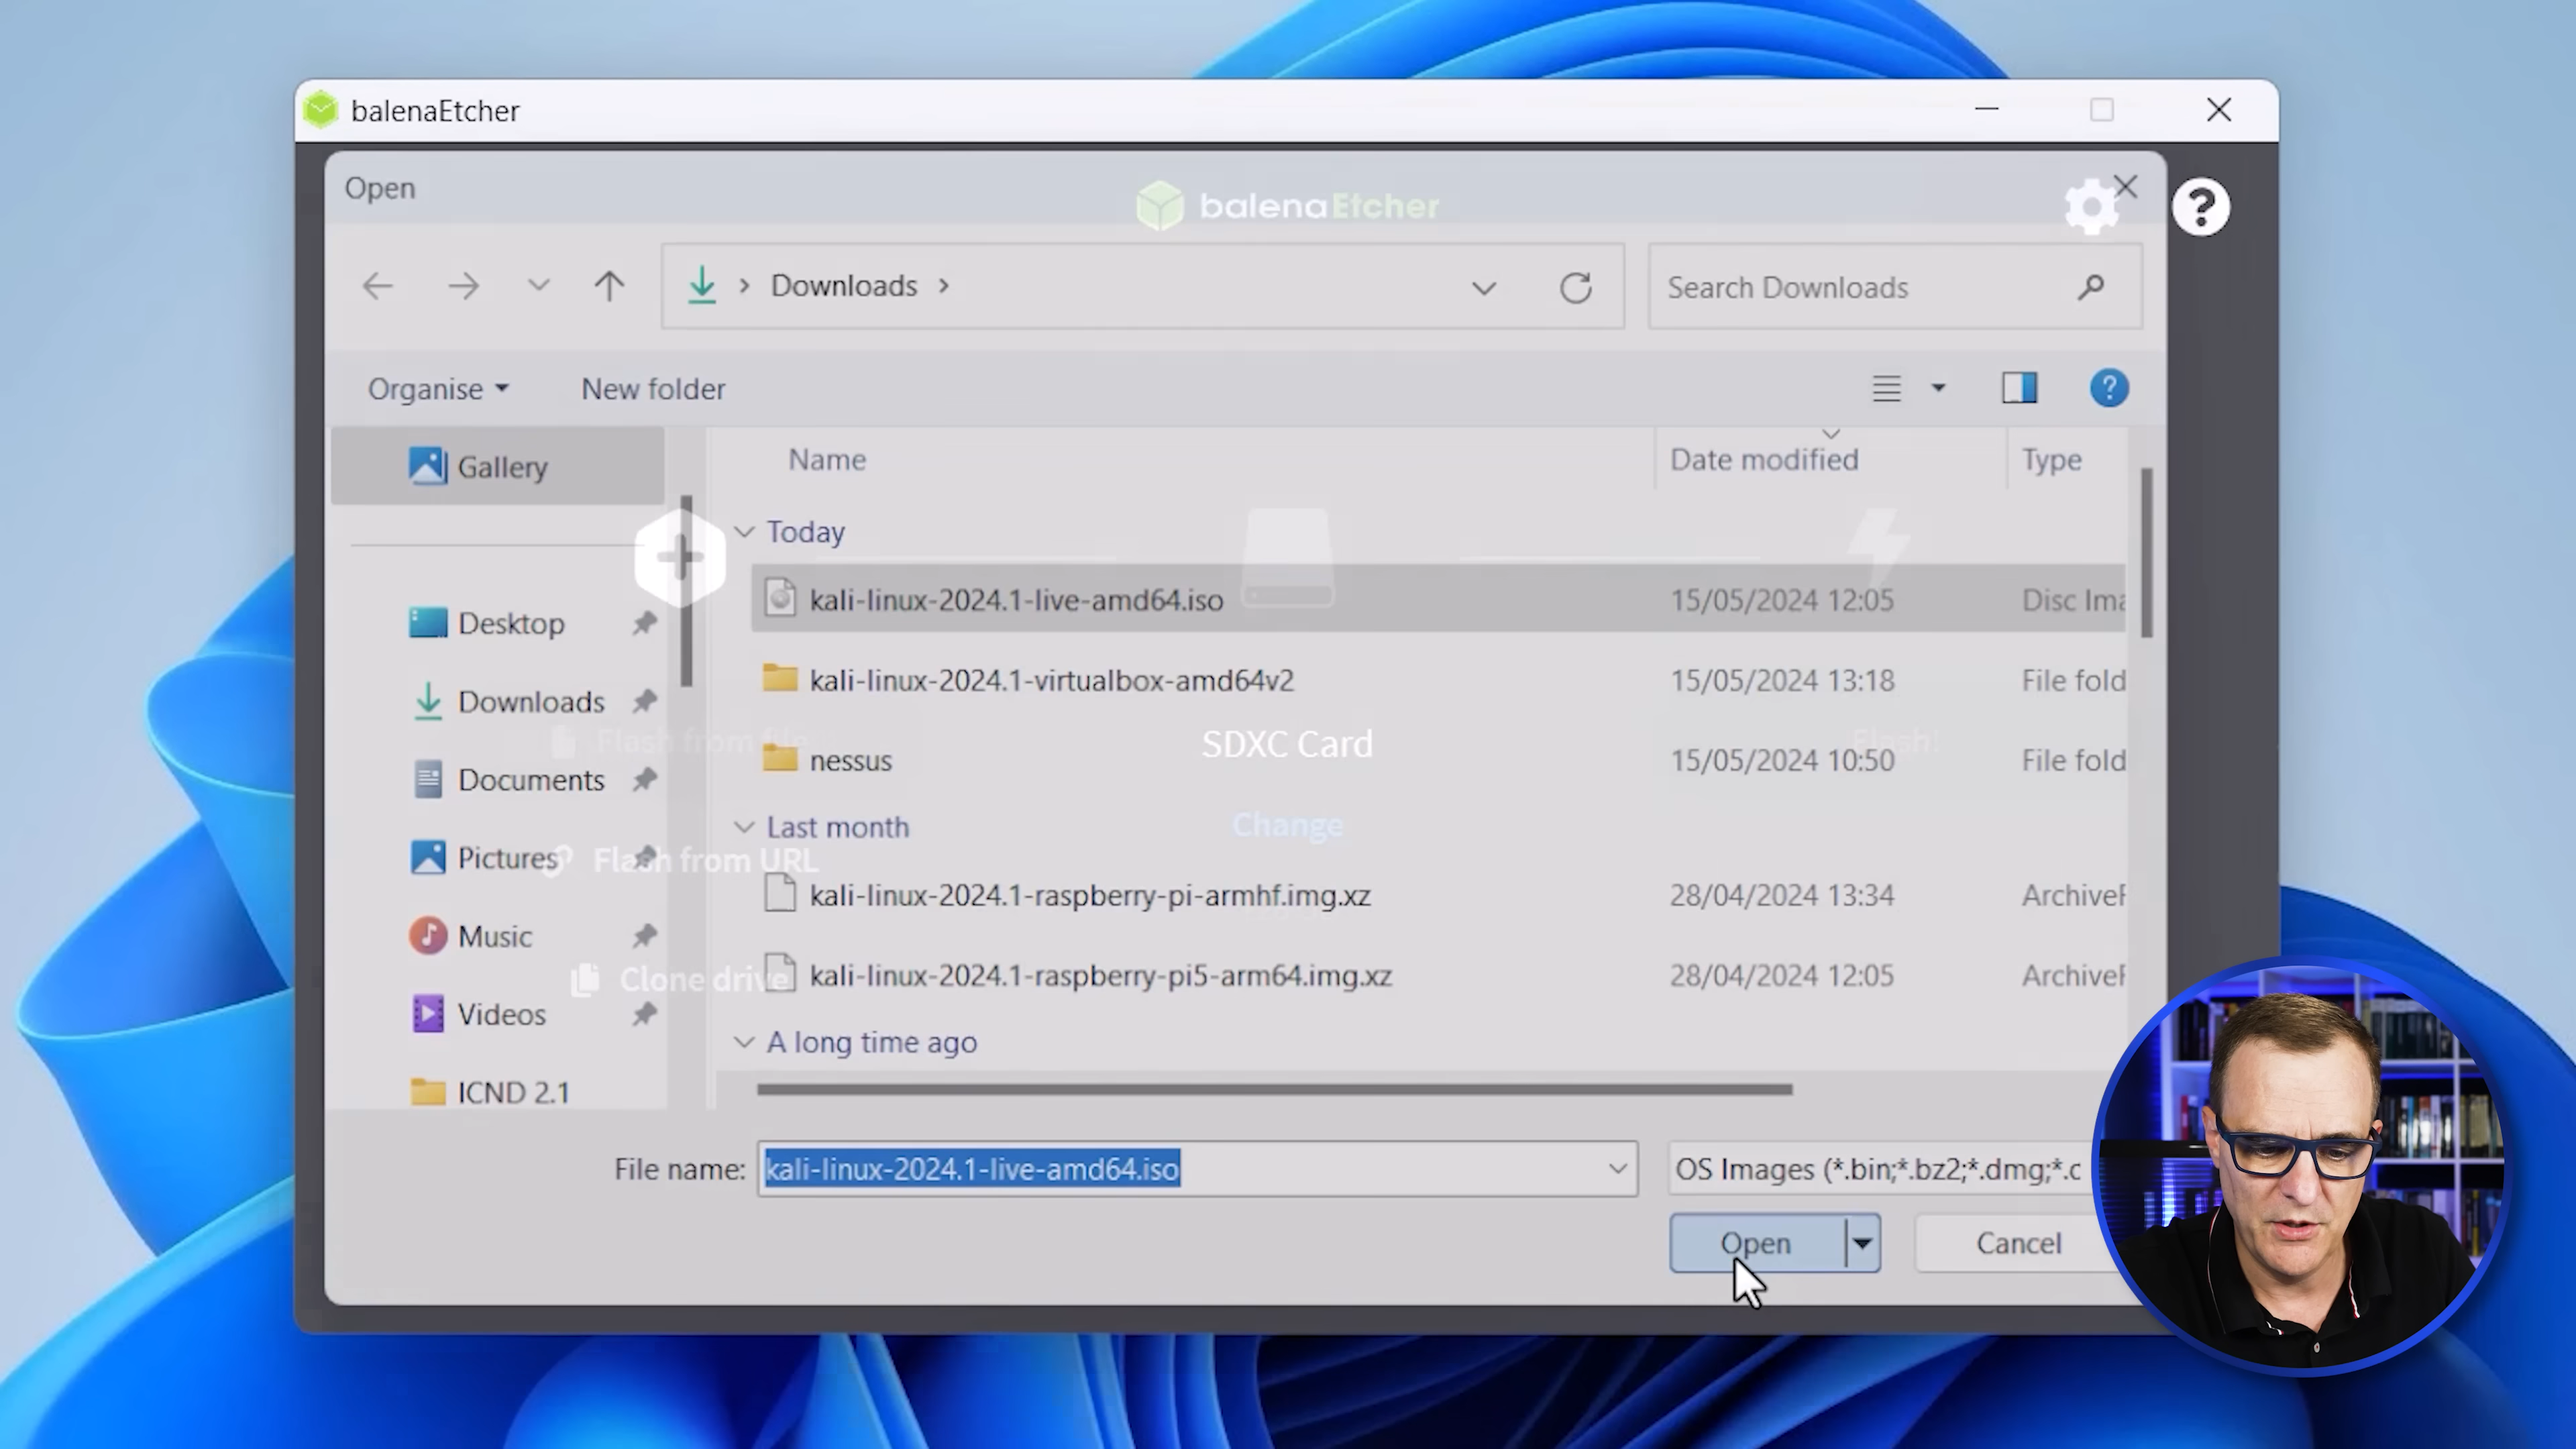 balenaEtcher
Open
balenaEtcher
Downloads
Search Downloads
Organise
New folder
Gallery
Desktop
Downloads
Documents
Pictures
Music
Videos
ICND 2.1
Name
Date modified
Type
Today
kali-linux-2024.1-live-amd64.iso 15/05/2024 12:05 Disc Ima
kali-linux-2024.1-virtualbox-amd64v2 15/05/2024 13:18 File fold
nessus 15/05/2024 10:50 File fold
Last month
kali-linux-2024.1-raspberry-pi-armhf.img.xz 28/04/2024 13:34 ArchiveF
kali-linux-2024.1-raspberry-pi5-arm64.img.xz 28/04/2024 12:05 ArchiveF
A long time ago
Flash from file
Flash from URL
Clone drive
SDXC Card
Change
Flash!
File name: kali-linux-2024.1-live-amd64.iso
OS Images (*.bin;*.bz2;*.dmg;*.c
Open
Cancel